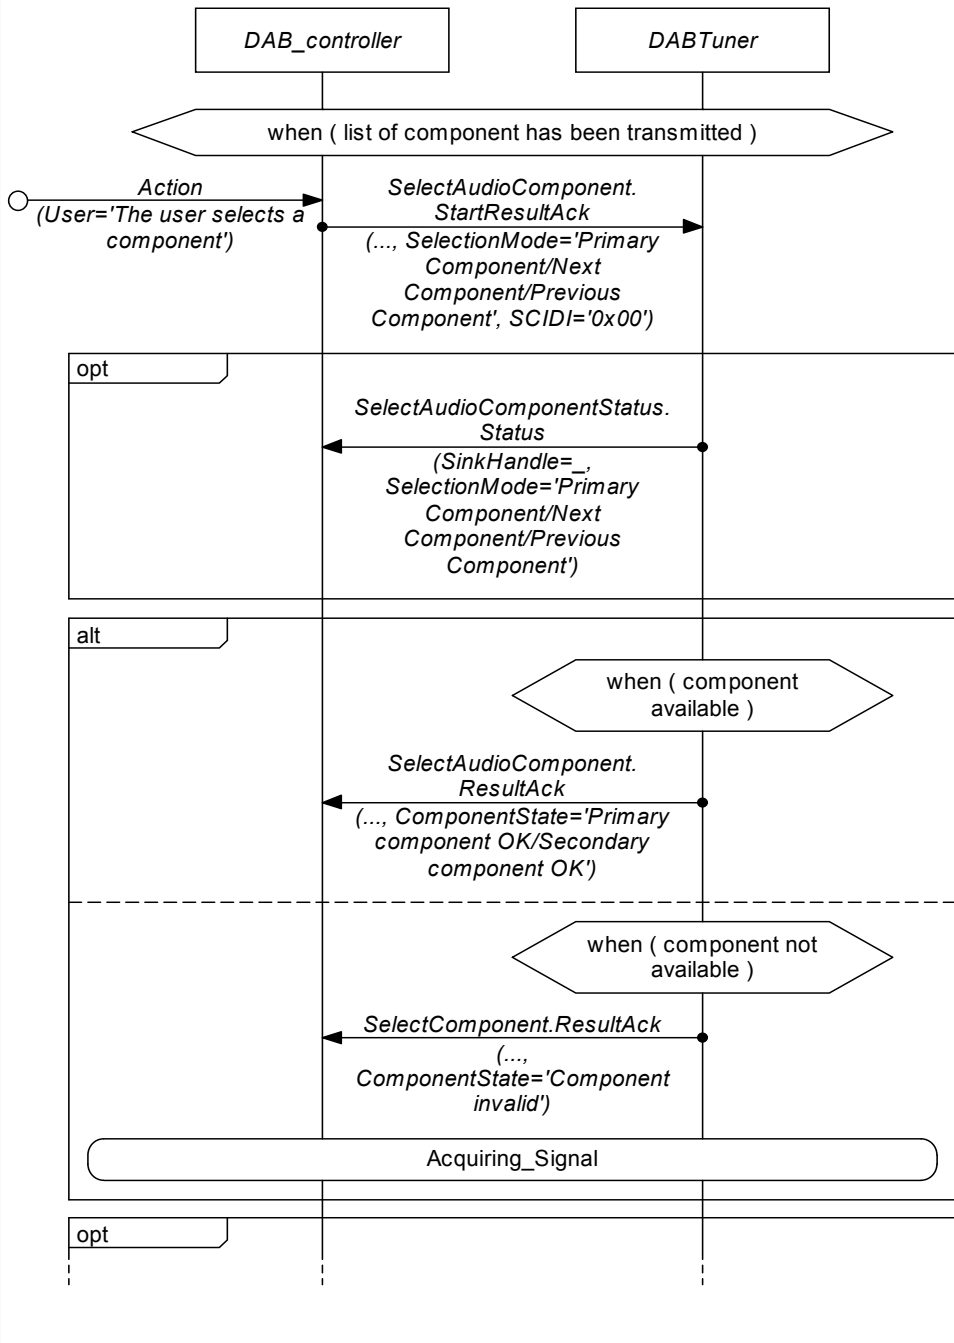 DAB_controller
DABTuner
when ( list of component has been transmitted )
Action
(User='The user selects a
component')
SelectAudioComponent.
StartResultAck
(..., SelectionMode='Primary
Component/Next
Component/Previous
Component', SCIDI='0x00')
opt
SelectAudioComponentStatus.
Status
(SinkHandle=_,
SelectionMode='Primary
Component/Next
Component/Previous
Component')
alt
when ( component
available )
SelectAudioComponent.
ResultAck
(..., ComponentState='Primary
component OK/Secondary
component OK')
when ( component not
available )
SelectComponent.ResultAck
(...,
ComponentState='Component
invalid')
Acquiring_Signal
opt